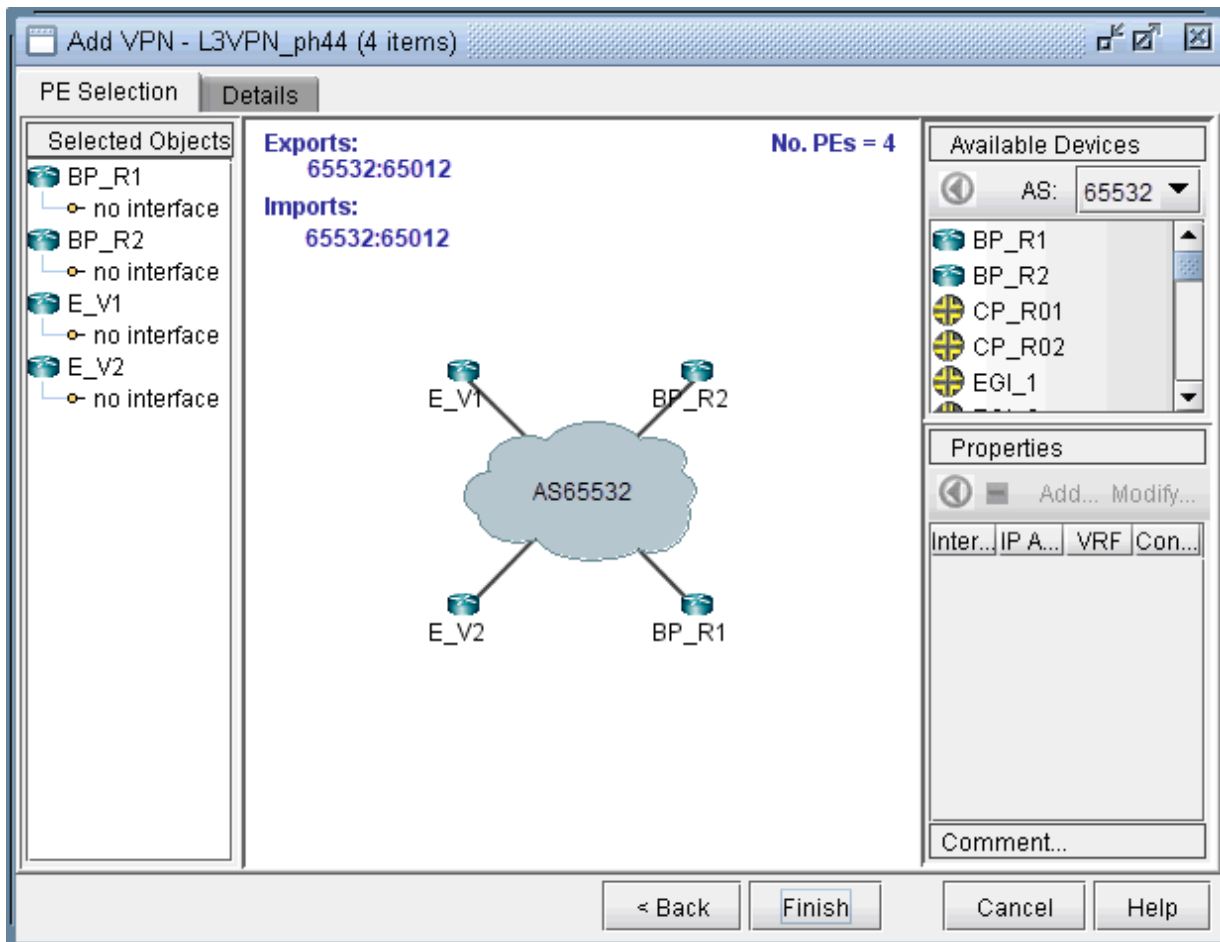 Add VPN - L3VPN_ph44 (4 items)
PE Selection
Details
Selected Objects
BP_R1
no interface
BP_R2
no interface
E_V1
no interface
E_V2
no interface
Exports:
65532:65012
Imports:
65532:65012
No. PEs = 4
E_V1
BP_R2
AS65532
E_V2
BP_R1
Available Devices
AS: 65532
BP_R1
BP_R2
CP_R01
CP_R02
EGI_1
Properties
Add... Modify...
Inter... IP A... VRF Con...
Comment...
< Back Finish Cancel Help